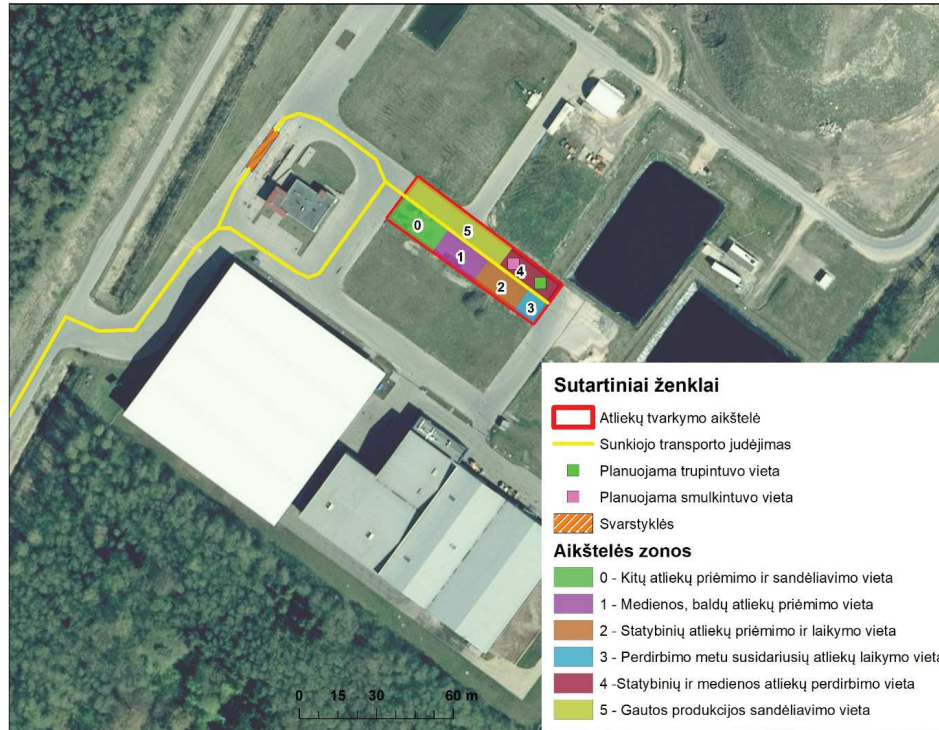 0
5
1
4
2
3
Sutartiniai ženklai
Atliekų tvarkymo aikštelė
Sunkiojo transporto judėjimas
Planuojama trupintuvo vieta
Planuojama smulkintuvo vieta
Svarstyklės
Aikštelės zonos
0 - Kitų atliekų priėmimo ir sandėliavimo vieta
1 - Medienos, baldų atliekų priėmimo vieta
2 - Statybinių atliekų priėmimo ir laikymo vieta
3 - Perdirbimo metu susidariusių atliekų laikymo vieta
4 -Statybinių ir medienos atliekų perdirbimo vieta
5 - Gautos produkcijos sandėliavimo vieta
0 15 30 60 m